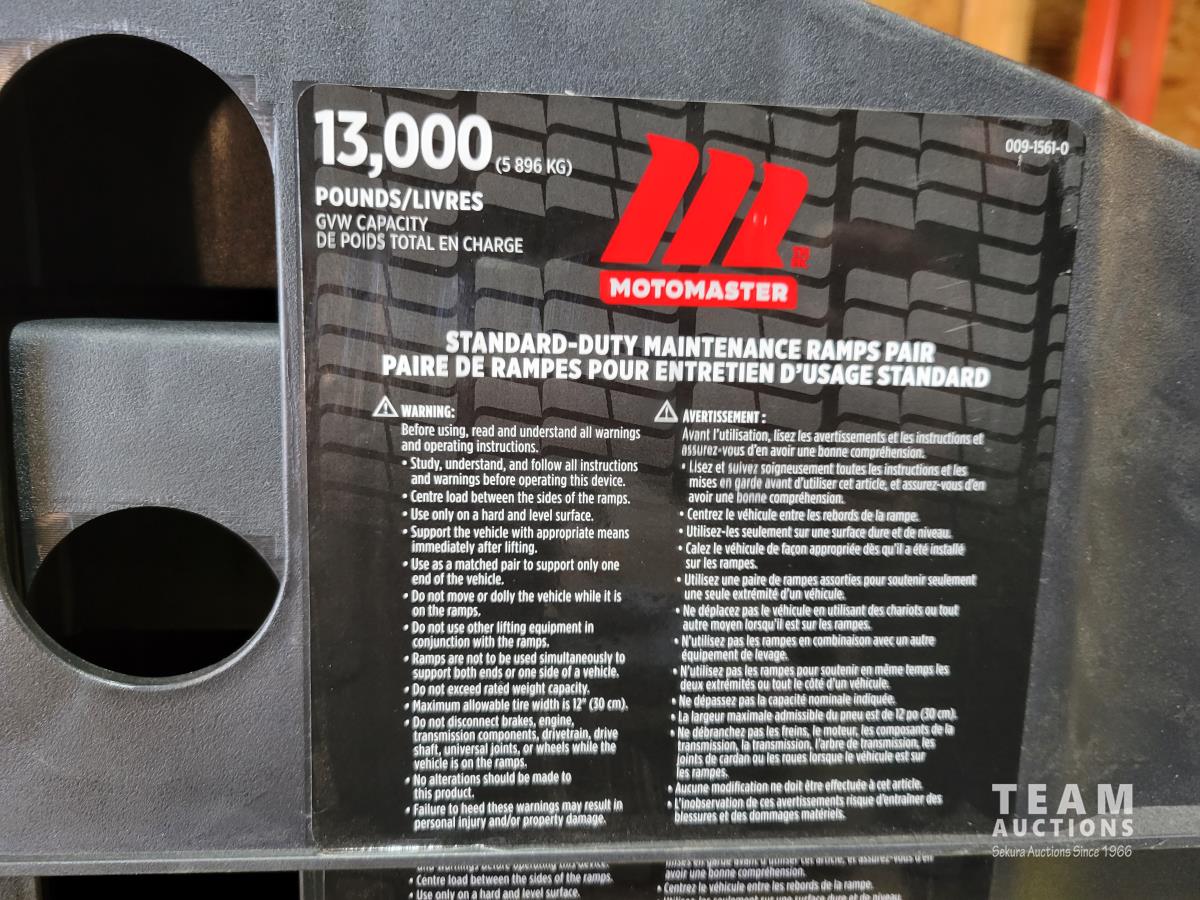 13,000 (5 896 KG)
POUNDS/LIVRES
GVW CAPACITY
DE POIDS TOTAL EN CHARGE
009-1561-0
MOTOMASTER
STANDARD-DUTY MAINTENANCE RAMPS PAIR
PAIRE DE RAMPES POUR ENTRETIEN D'USAGE STANDARD
WARNING:
Before using, read and understand all warnings
and operating instructions.
• Study, understand, and follow all instructions
and warnings before operating this device.
• Centre load between the sides of the ramps.
• Use only on a hard and level surface.
• Support the vehicle with appropriate means
immediately after lifting.
• Use as a matched pair to support only one
end of the vehicle.
• Do not move or dolly the vehicle while it is
on the ramps.
• Do not use other lifting equipment in
conjunction with the ramps.
• Ramps are not to be used simultaneously to
support both ends or one side of a vehicle.
• Do not exceed rated weight capacity.
• Maximum allowable tire width is 12" (30 cm).
• Do not disconnect brakes, engine,
transmission components, drivetrain, drive
shaft, universal joints, or wheels while the
vehicle is on the ramps.
• No alterations should be made to
this product.
• Failure to heed these warnings may result in
personal injury and/or property damage.
AVERTISSEMENT :
Avant l'utilisation, lisez les avertissements et les instructions et
assurez-vous d'en avoir une bonne compréhension.
• Lisez et suivez soigneusement toutes les instructions et les
mises en garde avant d'utiliser cet article, et assurez-vous d'en
avoir une bonne compréhension.
• Centrez le véhicule entre les rebords de la rampe.
• Utilisez-les seulement sur une surface dure et de niveau.
• Calez le véhicule de façon appropriée dès qu'il a été installé
sur les rampes.
• Utilisez une paire de rampes assorties pour soutenir seulement
une seule extrémité d'un véhicule.
• Ne déplacez pas le véhicule en utilisant des chariots ou tout
autre moyen lorsqu'il est sur les rampes.
• N'utilisez pas les rampes en combinaison avec un autre
équipement de levage.
• N'utilisez pas les rampes pour soutenir en même temps les
deux extrémités ou tout le côté d'un véhicule.
• Ne dépassez pas la capacité nominale indiquée.
• La largeur maximale admissible du pneu est de 12 po (30 cm).
• Ne débranchez pas les freins, le moteur, les composants de la
transmission, la transmission, l'arbre de transmission, les
joints de cardan ou les roues lorsque le véhicule est sur
les rampes.
• Aucune modification ne doit être effectuée à cet article.
• L'inobservation de ces avertissements risque d'entraîner des
blessures et des dommages matériels.
TEAM
AUCTIONS
Sekura Auctions Since 1966
and warnings before operating this device.
• Centre load between the sides of the ramps.
• Use only on a hard and level surface.
mises en garde avant d'utiliser cet article, et assurez-vous d'en
avoir une bonne compréhension.
• Centrez le véhicule entre les rebords de la rampe.
• Utilisez-les seulement sur une surface dure et de niveau.